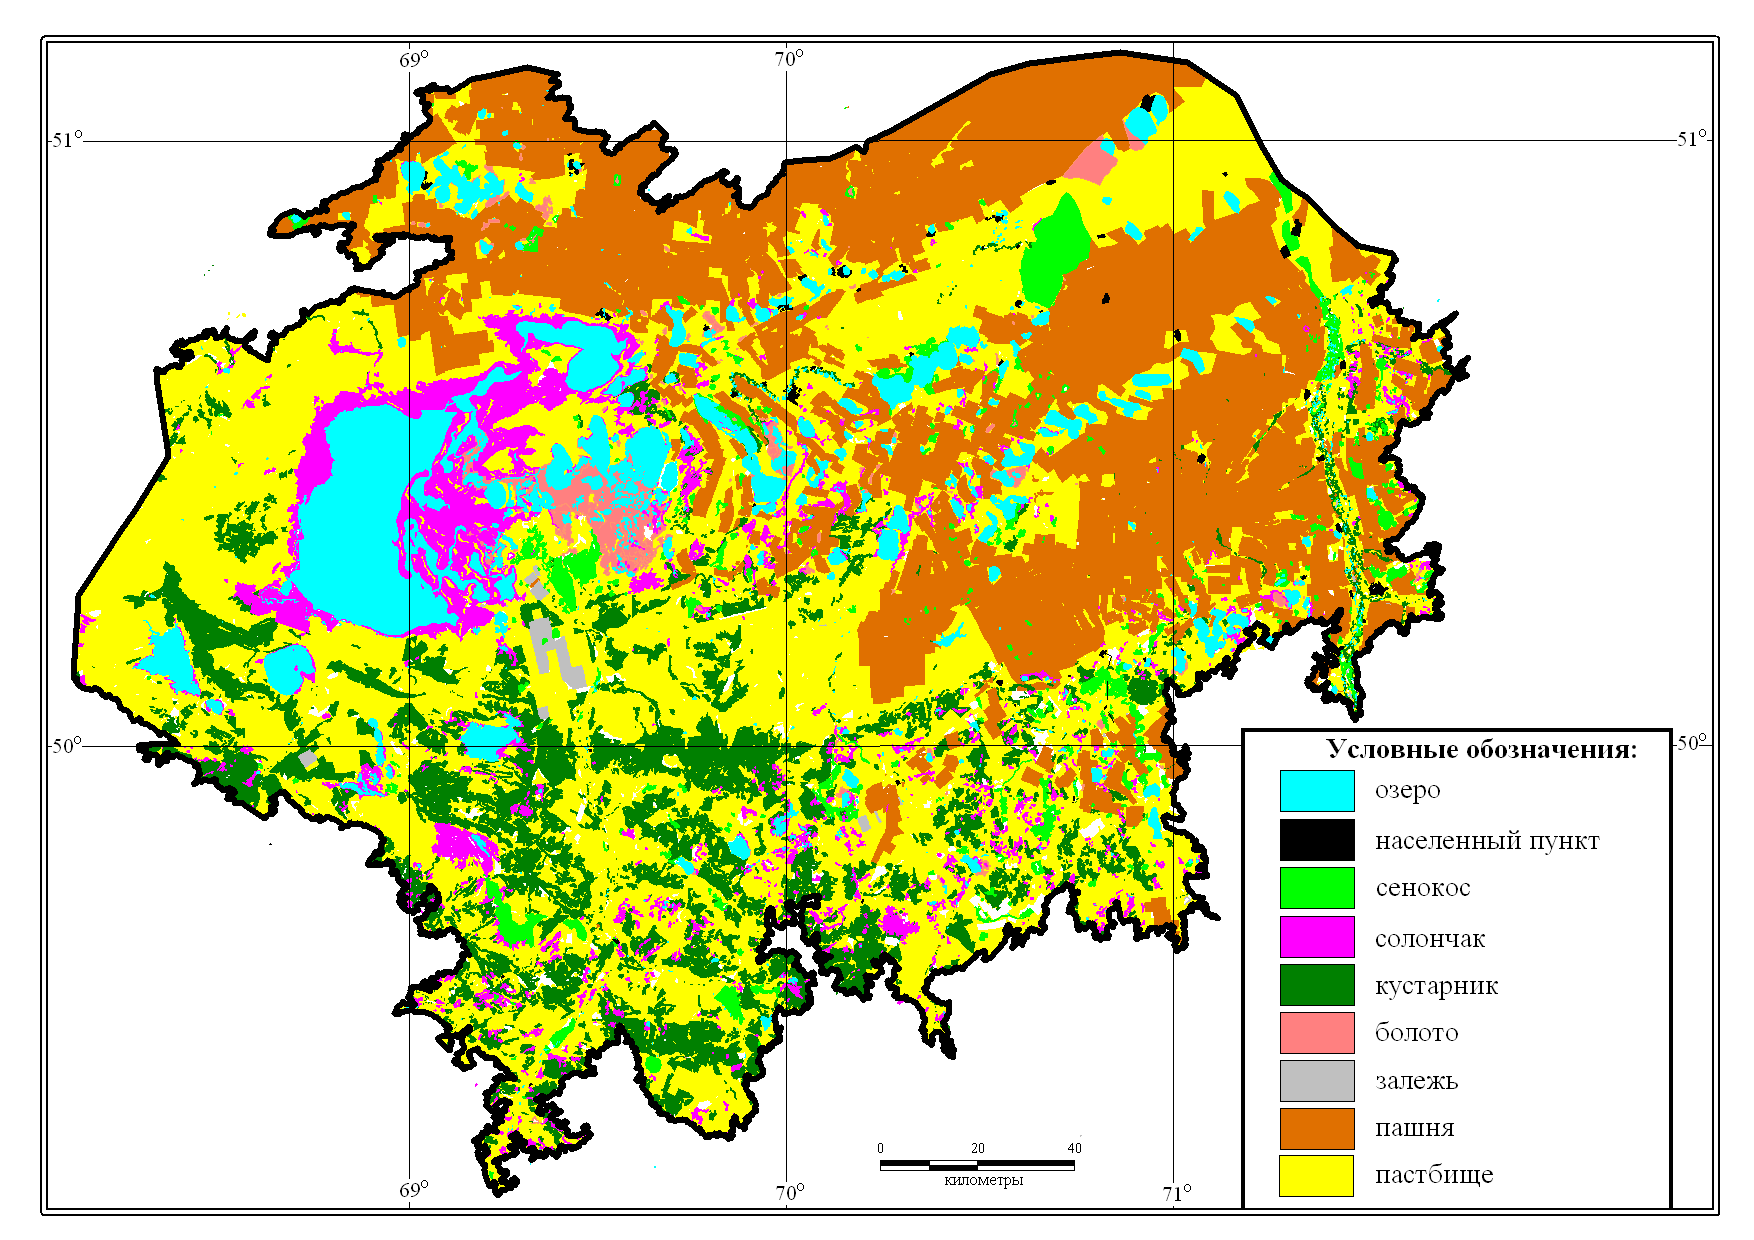 69°
70°
51°
51°
50°
50°
Условные обозначения:
озеро
населенный пункт
сенокос
солончак
кустарник
болото
залежь
пашня
пастбище
0 20 40
километры
69°
70°
71°